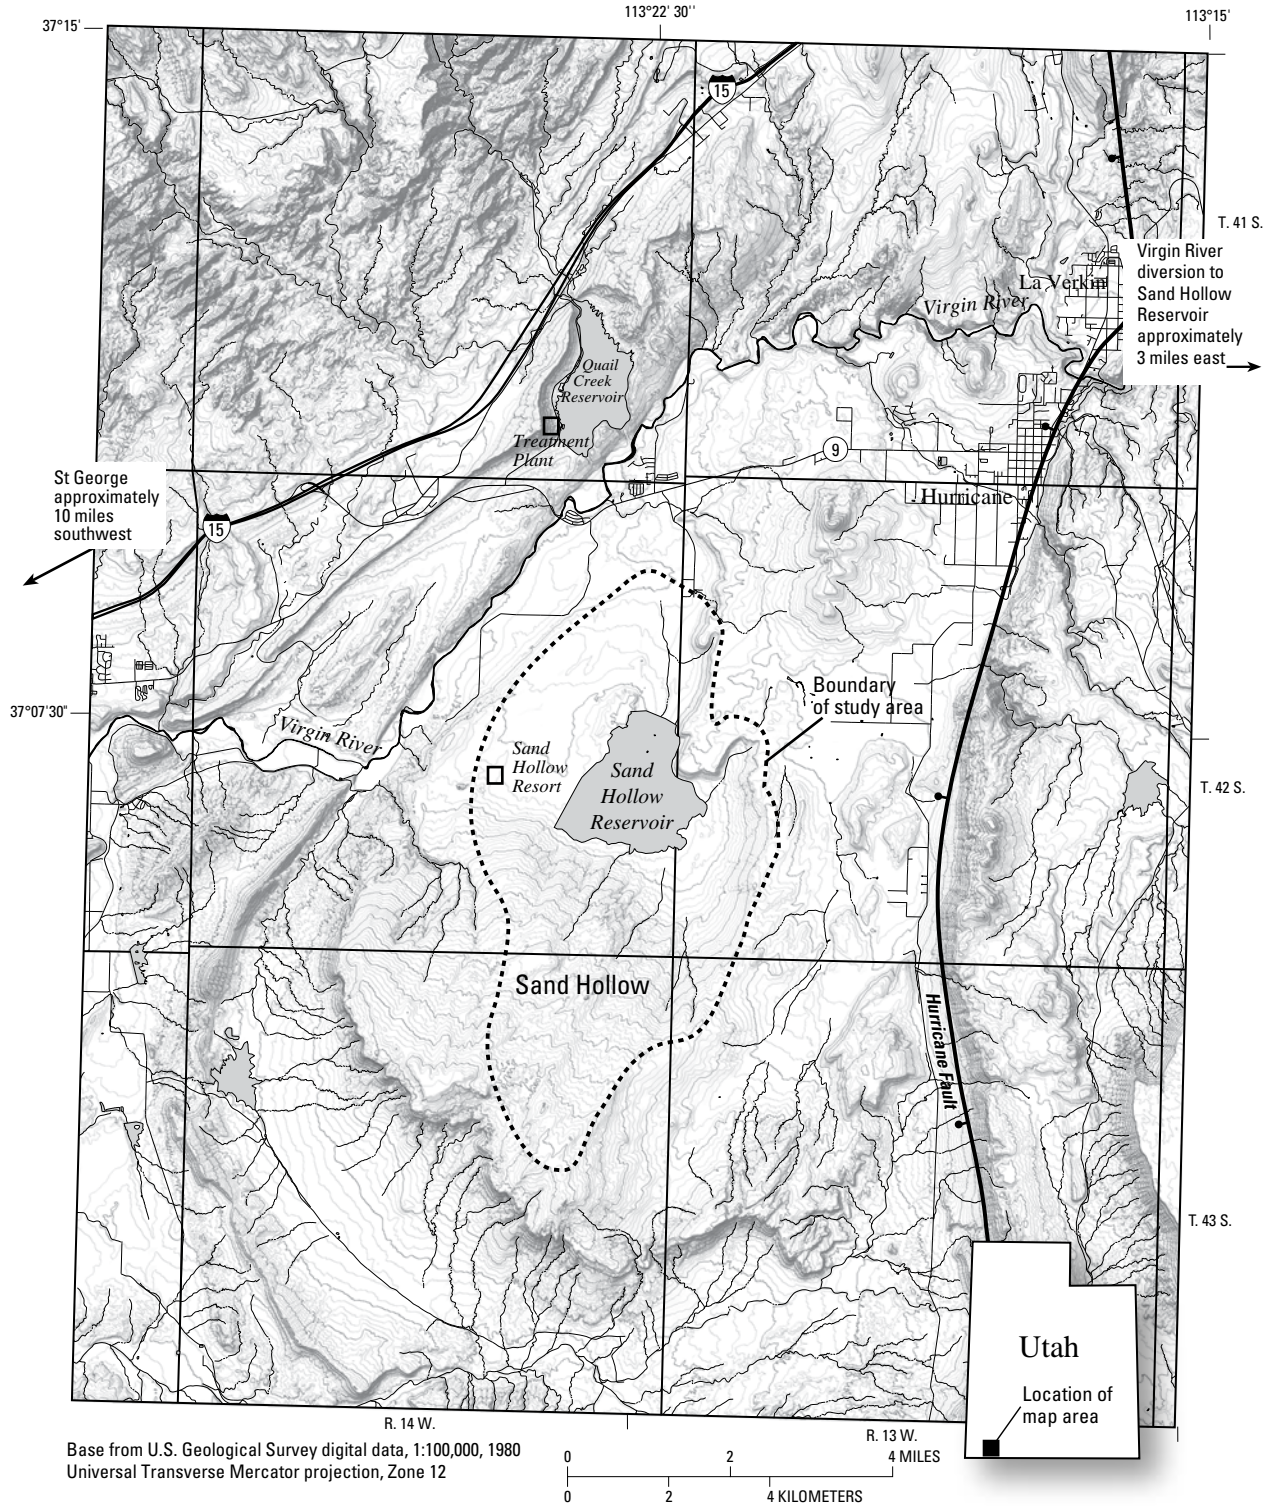 113°22' 30''
113°15'
37°15'
15
T. 41 S.
Virgin River
diversion to
Sand Hollow
Reservoir
approximately
3 miles east
La Verkin
Virgin River
Quail
Creek
Reservoir
Treatment
Plant
9
St George
approximately
10 miles
southwest
Hurricane
15
Boundary
of study area
37°07'30"
Virgin River
Sand
Hollow
Resort
Sand
Hollow
Reservoir
T. 42 S.
Sand Hollow
Hurricane Fault
T. 43 S.
Utah
Location of
map area
R. 14 W.
R. 13 W.
Base from U.S. Geological Survey digital data, 1:100,000, 1980
Universal Transverse Mercator projection, Zone 12
0 2 4 MILES
0 2 4 KILOMETERS